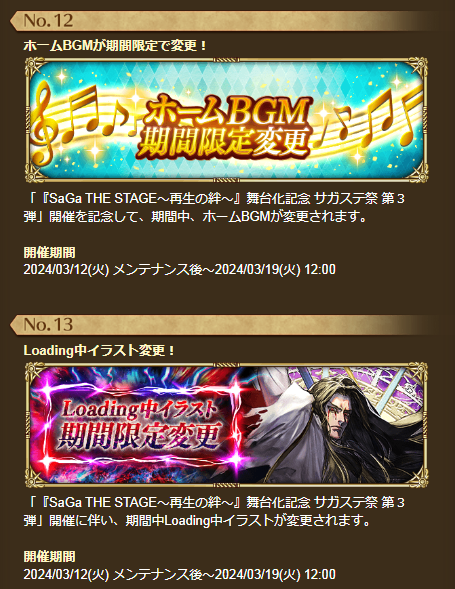 No.12
ホームBGMが期間限定で変更！
ホームBGM
期間限定変更
「『SaGa THE STAGE～再生の絆～』舞台化記念 サガステ祭 第３
弾」開催を記念して、期間中、ホームBGMが変更されます。
開催期間
2024/03/12(火) メンテナンス後～2024/03/19(火) 12:00
No.13
Loading中イラスト変更！
Loading中イラスト
期間限定変更
「『SaGa THE STAGE～再生の絆～』舞台化記念 サガステ祭 第３
弾」開催に伴い、期間中Loading中イラストが変更されます。
開催期間
2024/03/12(火) メンテナンス後～2024/03/19(火) 12:00